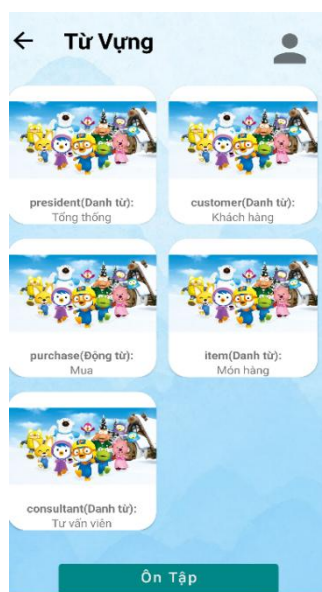 Từ Vựng
president(Danh từ):
Tổng thống
customer(Danh từ):
Khách hàng
purchase(Động từ):
Mua
item(Danh từ):
Món hàng
consultant(Danh từ):
Tư vấn viên
Ôn Tập